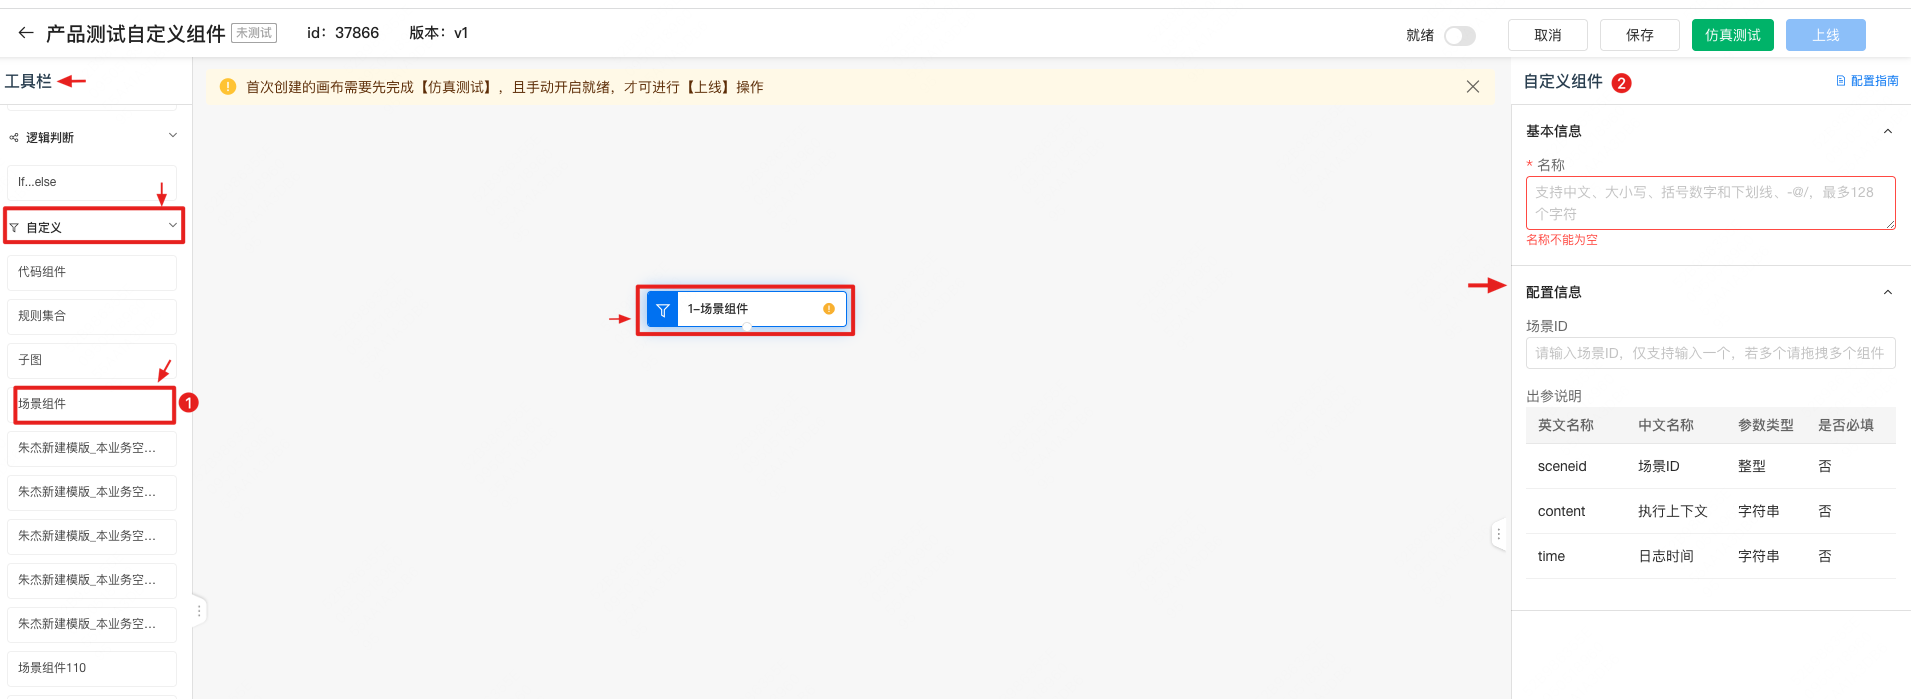 产品测试自定义组件 未测试 id：37866 版本：v1 就绪 取消 保存 仿真测试 上线
工具栏
逻辑判断
If...else
自定义
代码组件
规则集合
子图
场景组件
1
朱杰新建模版_本业务空...
朱杰新建模版_本业务空...
朱杰新建模版_本业务空...
朱杰新建模版_本业务空...
朱杰新建模版_本业务空...
场景组件110
首次创建的画布需要先完成【仿真测试】，且手动开启就绪，才可进行【上线】操作
1-场景组件
自定义组件 2 配置指南
基本信息
* 名称
支持中文、大小写、括号数字和下划线、-@/，最多128
个字符
名称不能为空
配置信息
场景ID
请输入场景ID，仅支持输入一个，若多个请拖拽多个组件
出参说明
英文名称 中文名称 参数类型 是否必填
sceneid 场景ID 整型 否
content 执行上下文 字符串 否
time 日志时间 字符串 否